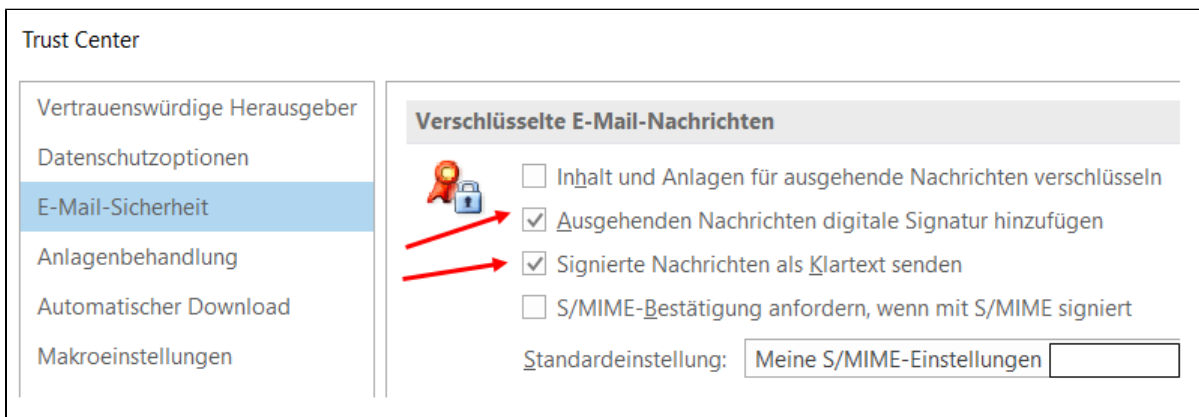 Trust Center
Vertrauenswürdige Herausgeber
Datenschutzoptionen
E-Mail-Sicherheit
Anlagenbehandlung
Automatischer Download
Makroeinstellungen
Verschlüsselte E-Mail-Nachrichten
Inhalt und Anlagen für ausgehende Nachrichten verschlüsseln
Ausgehenden Nachrichten digitale Signatur hinzufügen
Signierte Nachrichten als Klartext senden
S/MIME-Bestätigung anfordern, wenn mit S/MIME signiert
Standardeinstellung: Meine S/MIME-Einstellungen